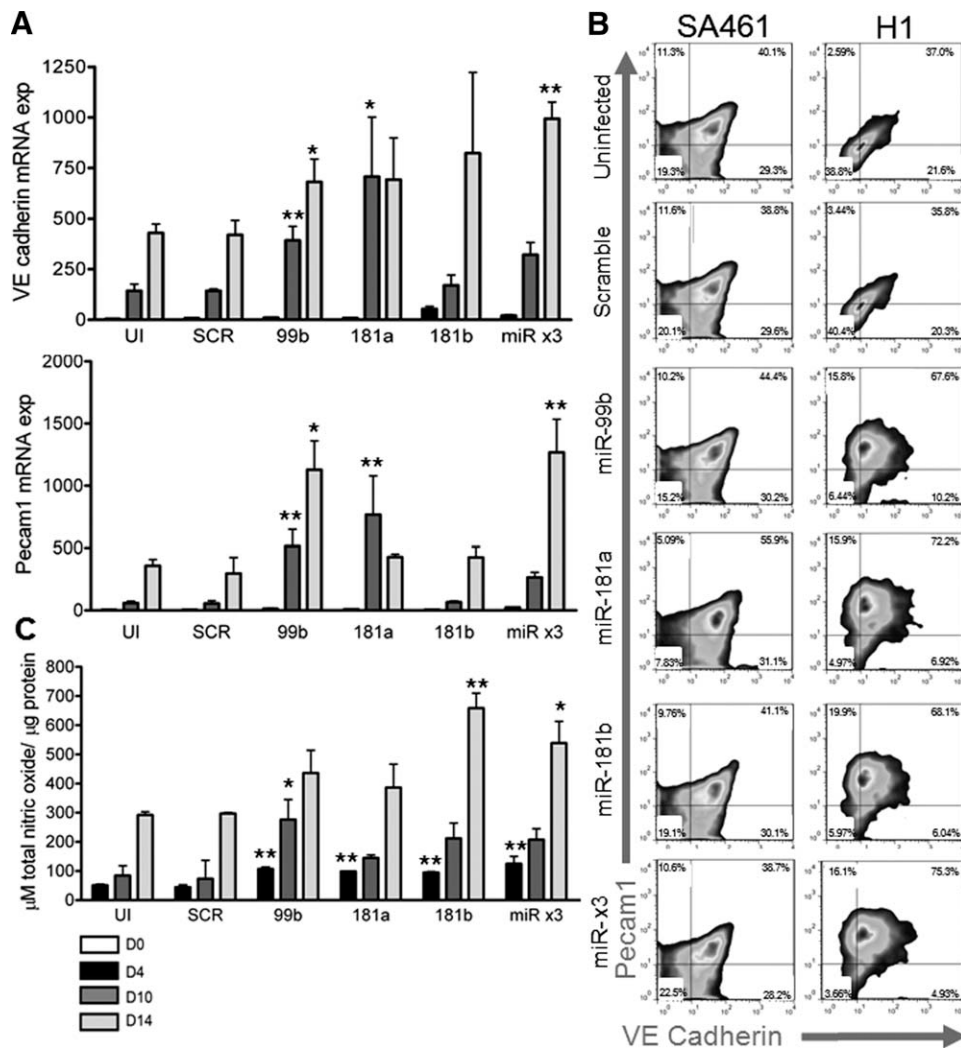 A
VE cadherin mRNA exp
1250
1000
750
500
250
0
** * * **
UI SCR 99b 181a 181b miR x3
Pecam1 mRNA exp
2000
1500
1000
500
0
** * ** **
UI SCR 99b 181a 181b miR x3
C
µM total nitric oxide/ µg protein
800
700
600
500
400
300
200
100
0
** * ** ** ** ** *
UI SCR 99b 181a 181b miR x3
D0
D4
D10
D14
B
SA461 H1
Uninfected
11.3% 40.1%
19.3% 29.3%
2.59% 37.0%
38.8% 21.6%
Scramble
11.6% 38.8%
20.1% 29.6%
3.44% 35.8%
40.4% 20.3%
miR-99b
10.2% 44.4%
15.2% 30.2%
15.8% 67.6%
6.44% 10.2%
miR-181a
5.09% 55.9%
7.83% 31.1%
15.9% 72.2%
4.97% 6.92%
miR-181b
9.76% 41.1%
19.1% 30.1%
19.9% 68.1%
5.97% 6.04%
miR-x3
10.6% 38.7%
22.5% 28.2%
16.1% 75.3%
3.66% 4.93%
Pecam1
VE Cadherin